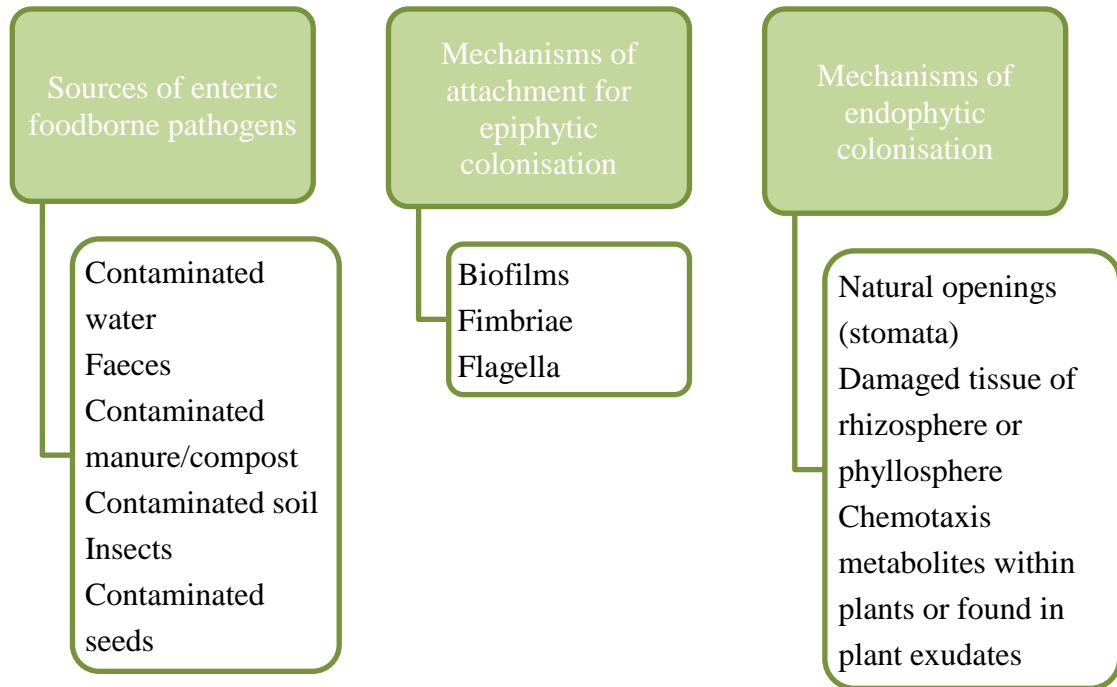 Sources of enteric
foodborne pathogens
Contaminated
water
Faeces
Contaminated
manure/compost
Contaminated soil
Insects
Contaminated
seeds
Mechanisms of
attachment for
epiphytic
colonisation
Biofilms
Fimbriae
Flagella
Mechanisms of
endophytic
colonisation
Natural openings
(stomata)
Damaged tissue of
rhizosphere or
phyllosphere
Chemotaxis
metabolites within
plants or found in
plant exudates